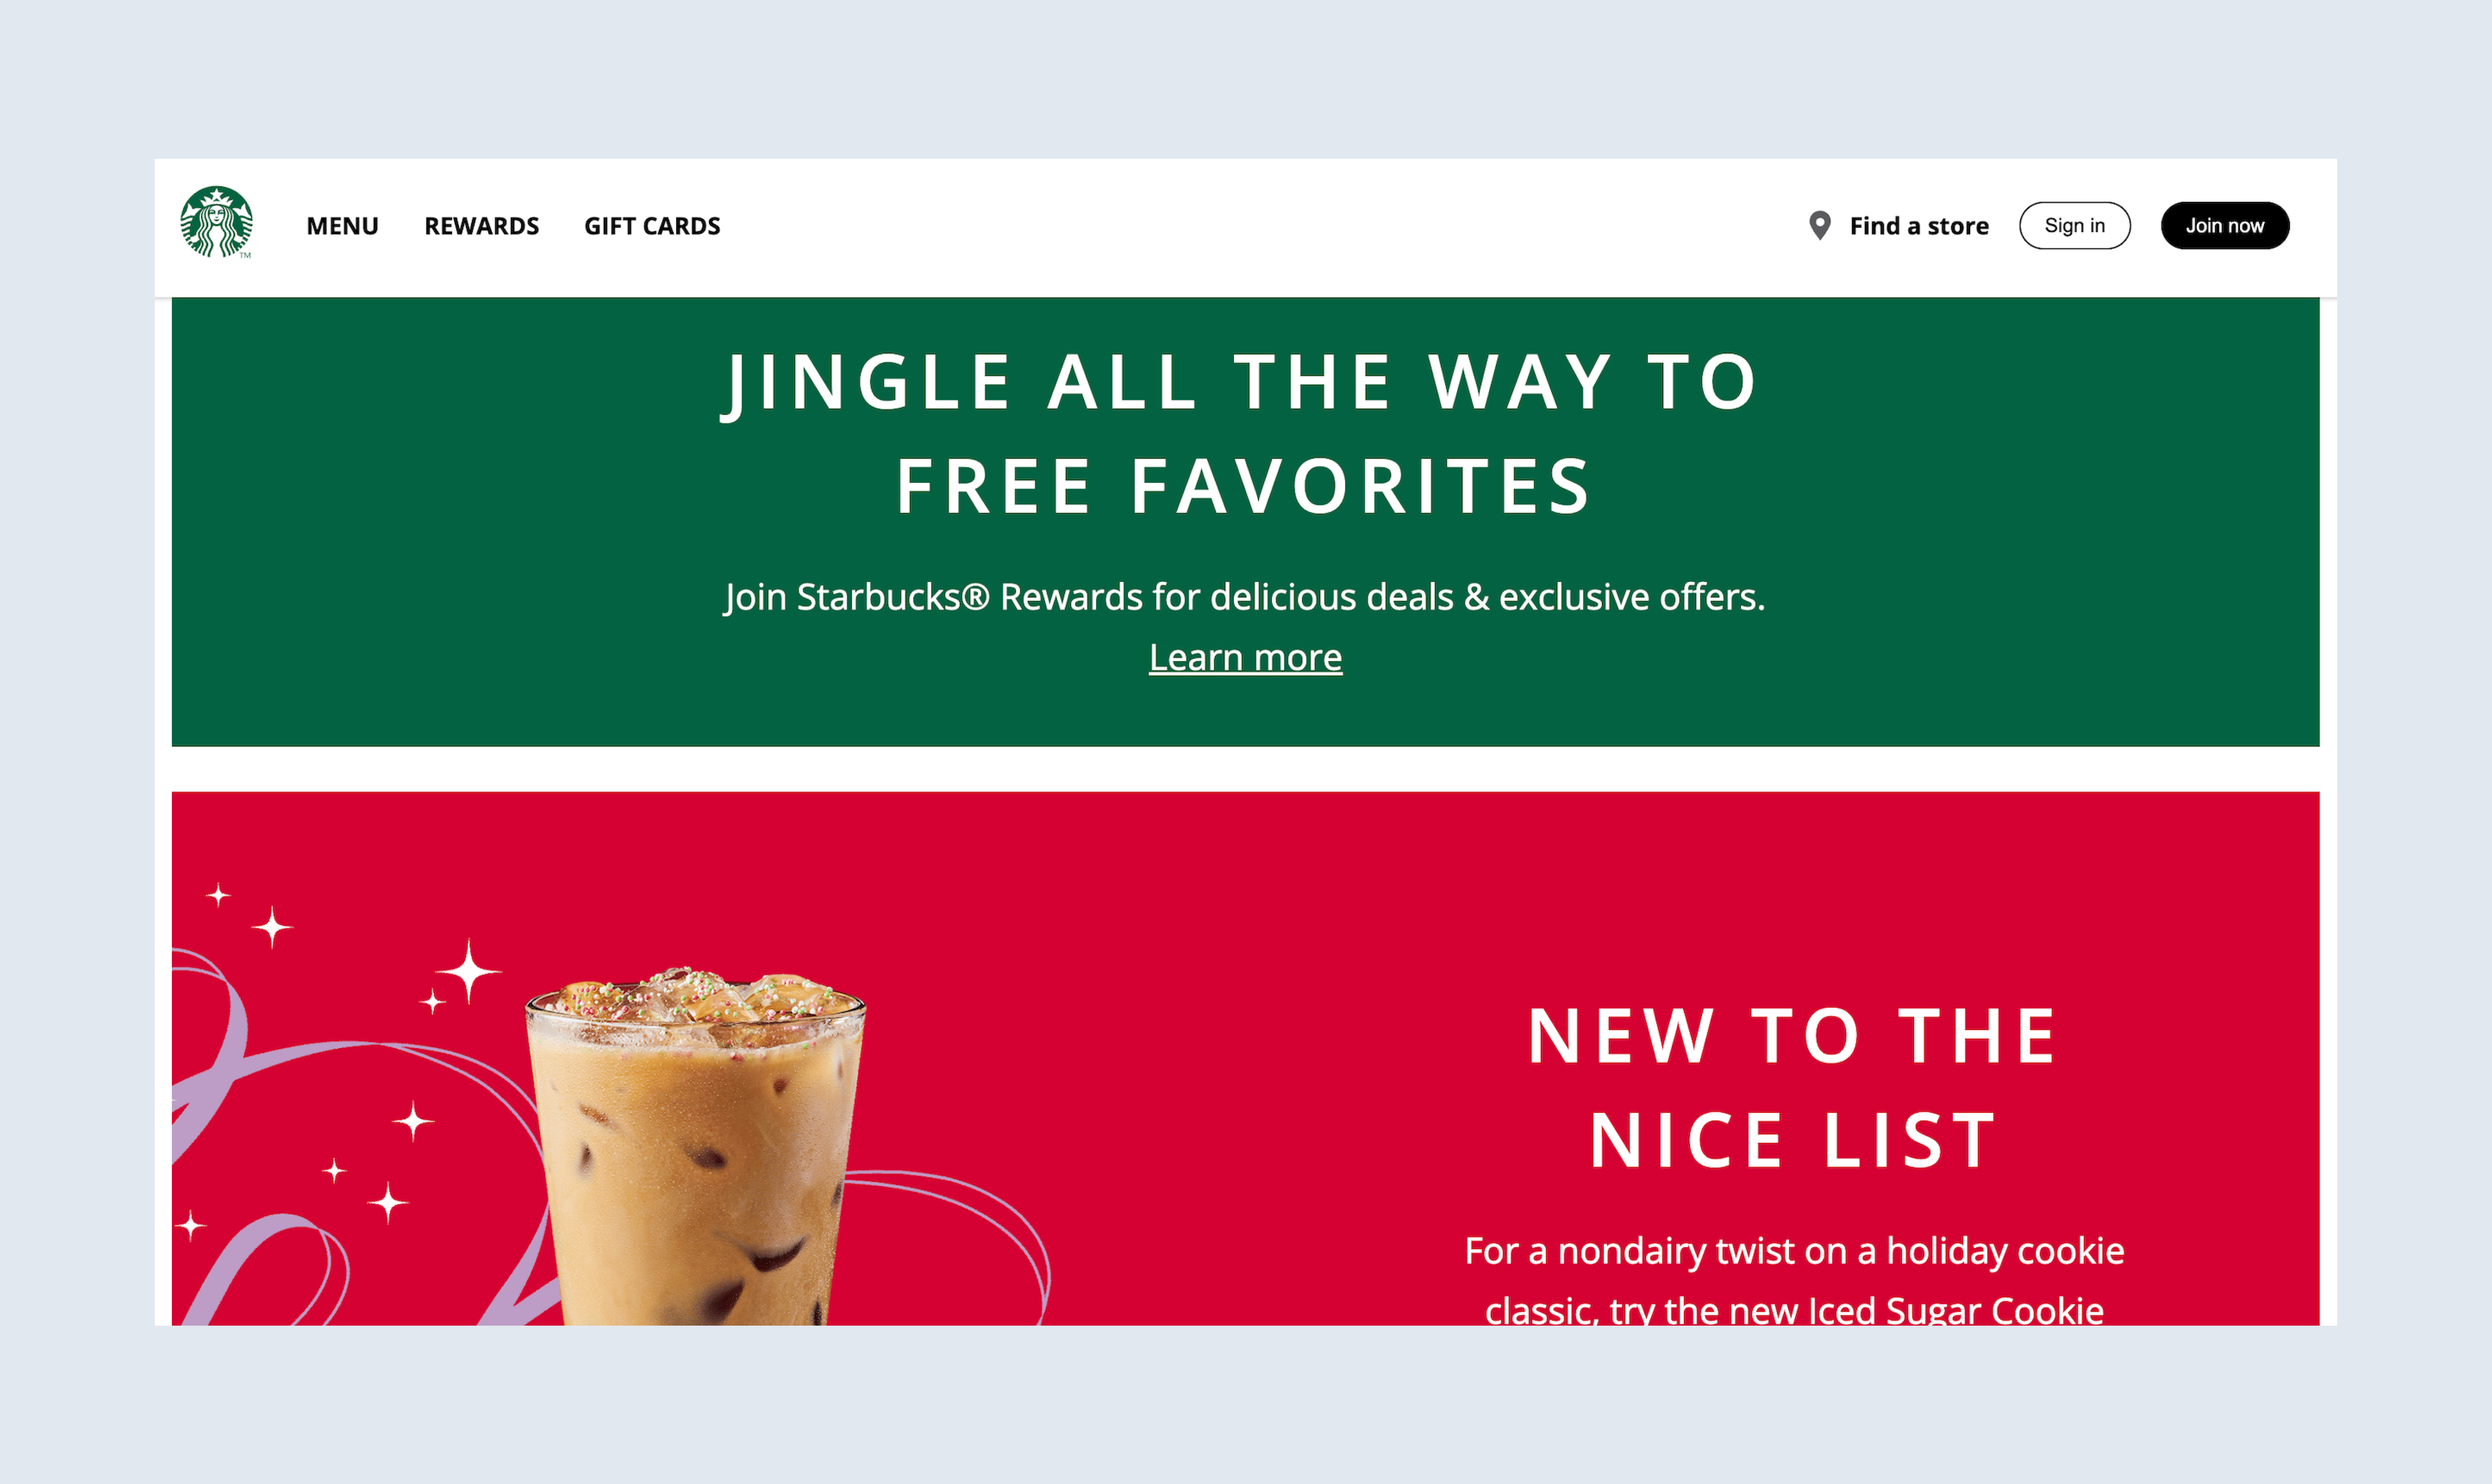 MENU REWARDS GIFT CARDS Find a store Sign in Join now
TM
JINGLE ALL THE WAY TO
FREE FAVORITES
Join Starbucks® Rewards for delicious deals & exclusive offers.
Learn more
NEW TO THE
NICE LIST
For a nondairy twist on a holiday cookie
classic, try the new Iced Sugar Cookie